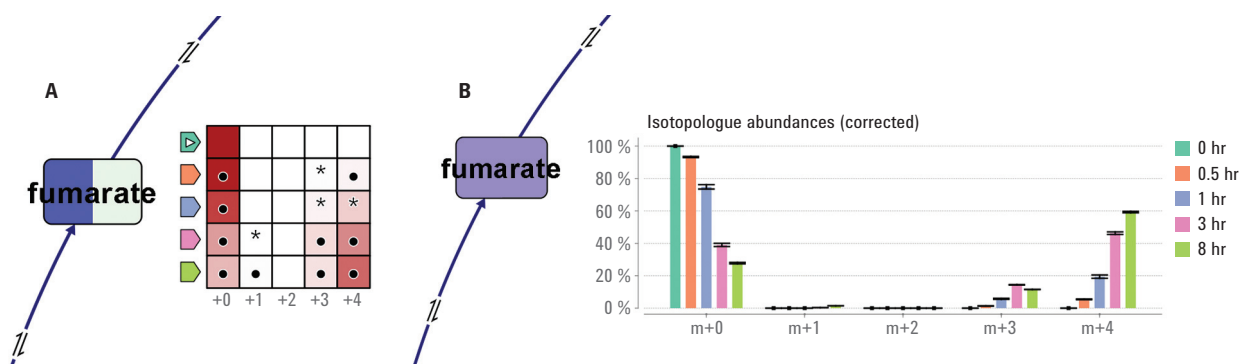 A
fumarate
*
* *
*
+0 +1 +2 +3 +4
B
fumarate
Isotopologue abundances (corrected)
100 %
80 %
60 %
40 %
20 %
0 %
m+0 m+1 m+2 m+3 m+4
0 hr
0.5 hr
1 hr
3 hr
8 hr